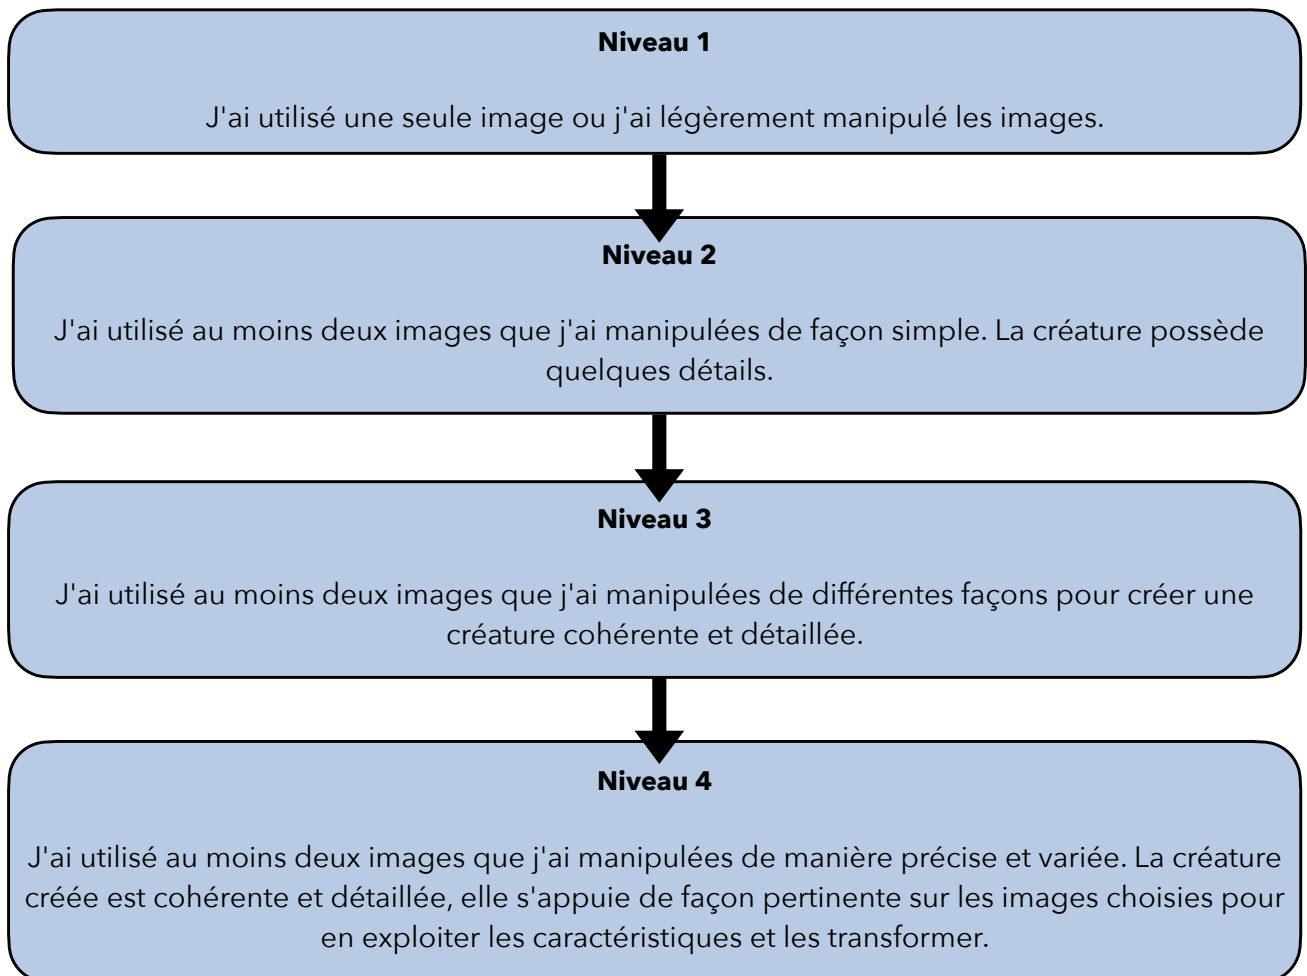 Niveau 1
J'ai utilisé une seule image ou j'ai légèrement manipulé les images.
Niveau 2
J'ai utilisé au moins deux images que j'ai manipulées de façon simple. La créature possède
quelques détails.
Niveau 3
J'ai utilisé au moins deux images que j'ai manipulées de différentes façons pour créer une
créature cohérente et détaillée.
Niveau 4
J'ai utilisé au moins deux images que j'ai manipulées de manière précise et variée. La créature
créée est cohérente et détaillée, elle s'appuie de façon pertinente sur les images choisies pour
en exploiter les caractéristiques et les transformer.